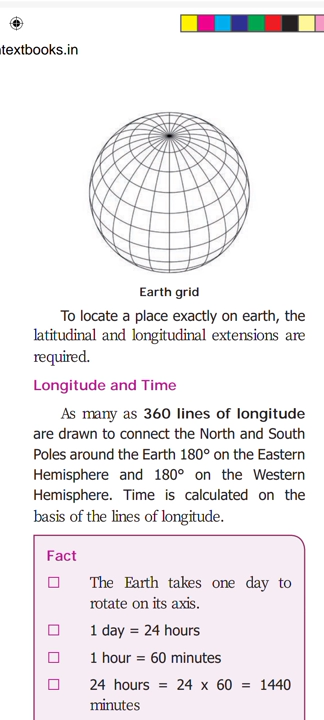 textbooks.in
Earth grid
To locate a place exactly on earth, the
latitudinal and longitudinal extensions are
required.
Longitude and Time
As many as 360 lines of longitude
are drawn to connect the North and South
Poles around the Earth 180° on the Eastern
Hemisphere and 180° on the Western
Hemisphere. Time is calculated on the
basis of the lines of longitude.
Fact
□ The Earth takes one day to
rotate on its axis.
□ 1 day = 24 hours
□ 1 hour = 60 minutes
□ 24 hours = 24 x 60 = 1440
minutes